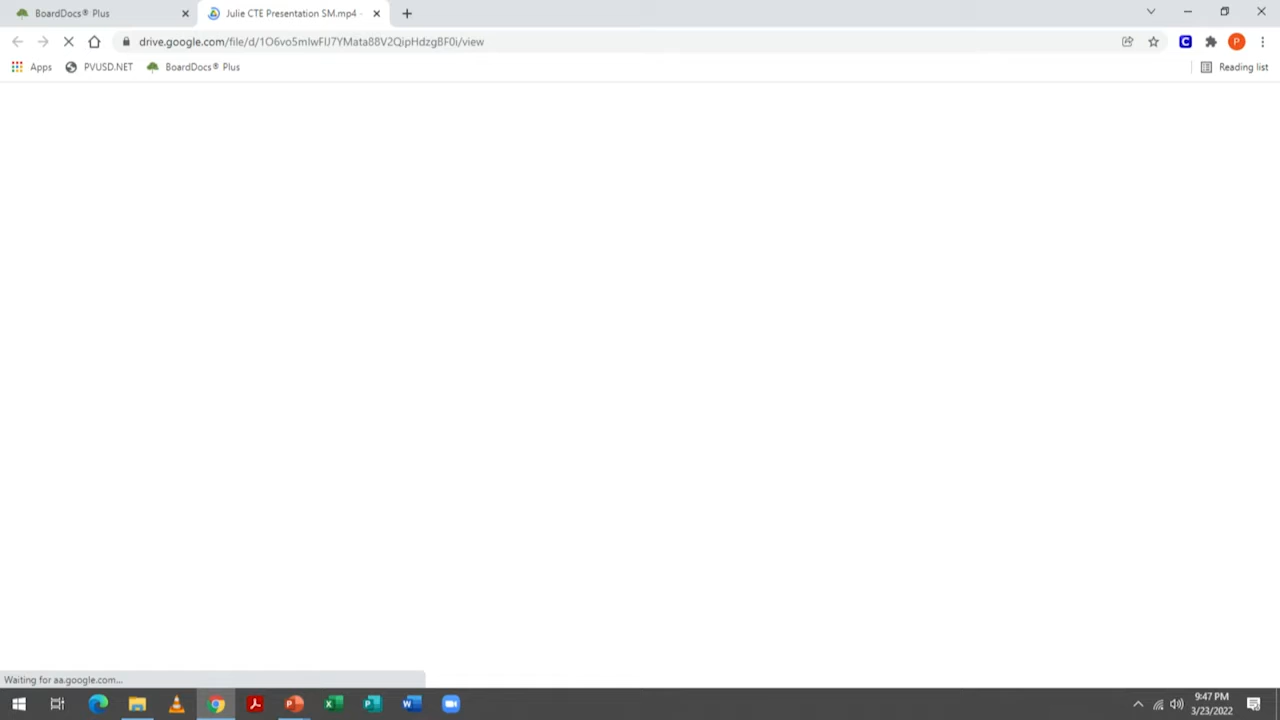 BoardDocs® Plus
Julie CTE Presentation SM.mp4 -
drive.google.com/file/d/1O6vo5mIwFlJ7YMata88V2QipHdzgBF0i/view
P
Apps
PVUSD.NET
BoardDocs® Plus
Reading list
Waiting for aa.google.com...
9:47 PM
3/23/2022